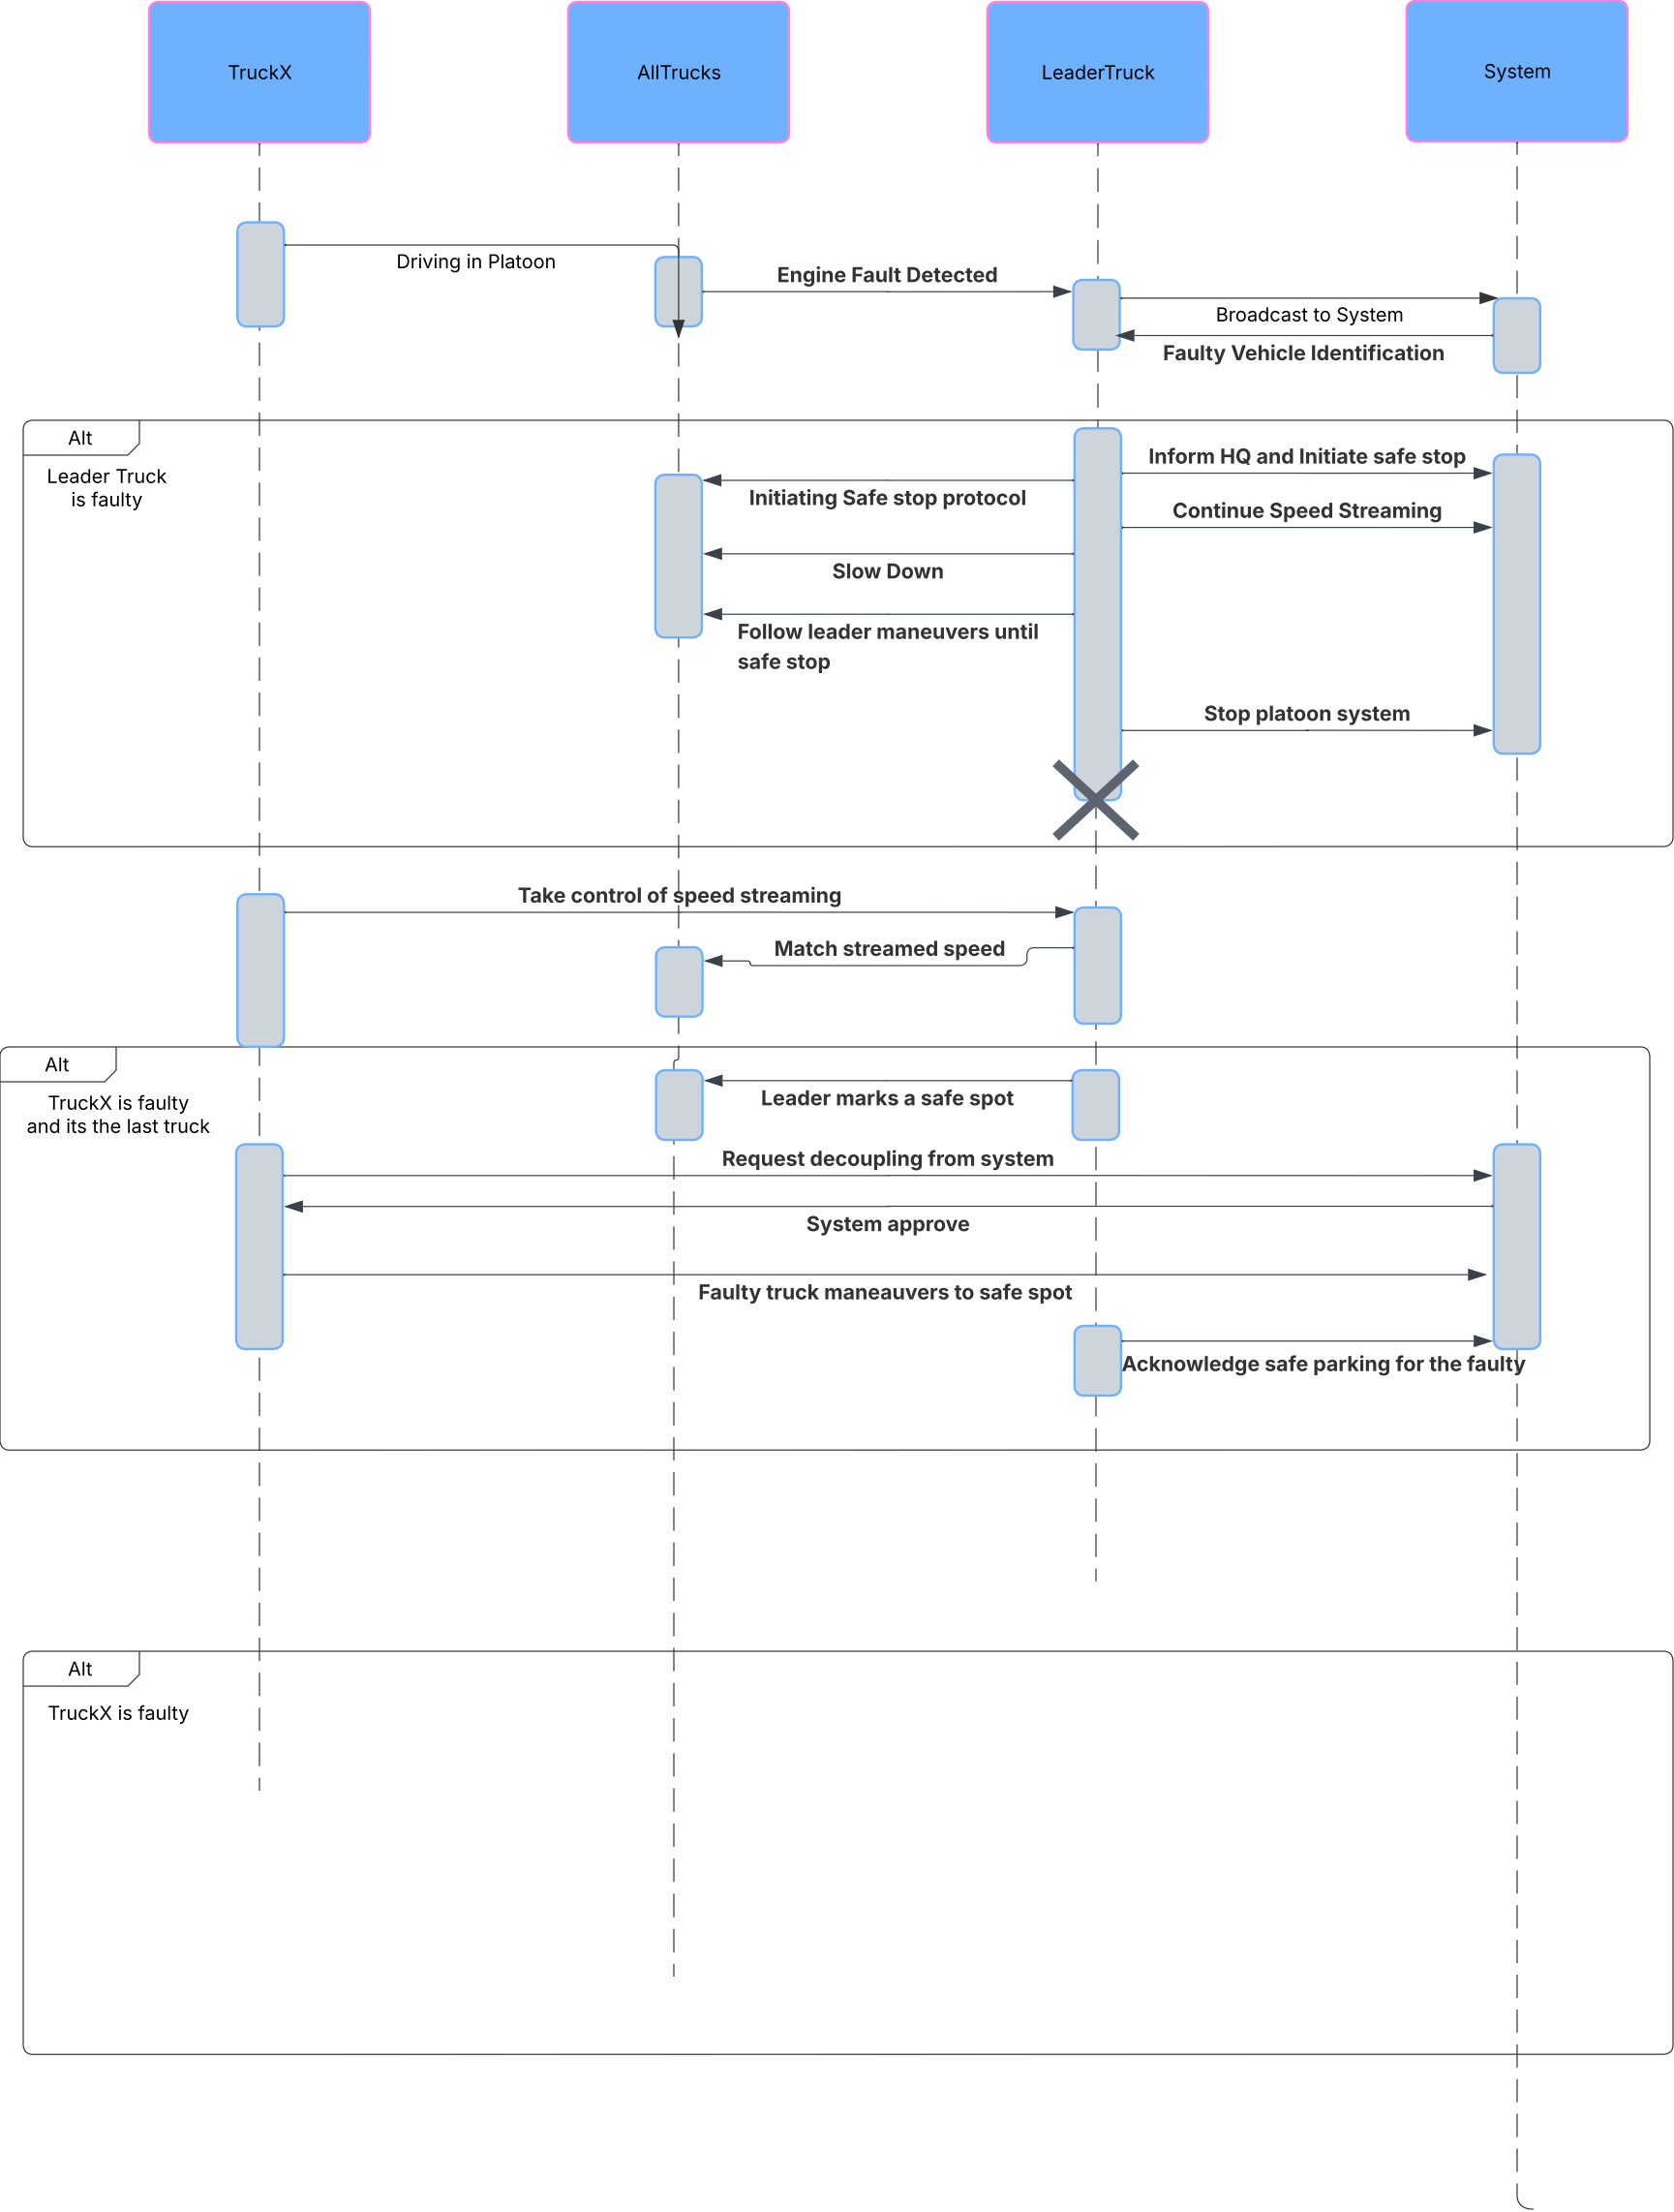 TruckX
AllTrucks
LeaderTruck
System
Driving in Platoon
Engine Fault Detected
Broadcast to System
Faulty Vehicle Identification
Alt
Leader Truck
is faulty
Inform HQ and Initiate safe stop
Initiating Safe stop protocol
Continue Speed Streaming
Slow Down
Follow leader maneuvers until
safe stop
Stop platoon system
Take control of speed streaming
Match streamed speed
Alt
TruckX is faulty
and its the last truck
Leader marks a safe spot
Request decoupling from system
System approve
Faulty truck maneauvers to safe spot
Acknowledge safe parking for the faulty
Alt
TruckX is faulty